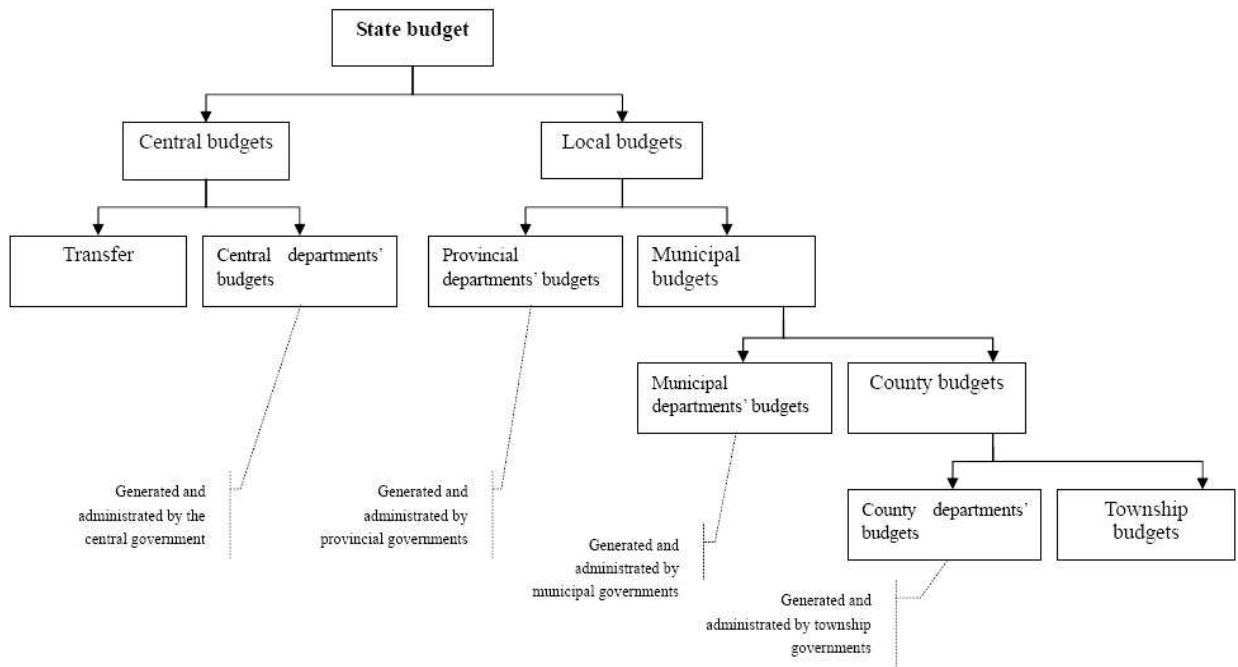 State budget
Central budgets
Local budgets
Transfer
Central departments’
budgets
Provincial
departments’ budgets
Municipal
budgets
Municipal
departments’ budgets
County budgets
County departments’
budgets
Township
budgets
Generated and
administrated by the
central government
Generated and
administrated by
provincial governments
Generated and
administrated by
municipal governments
Generated and
administrated by township
governments